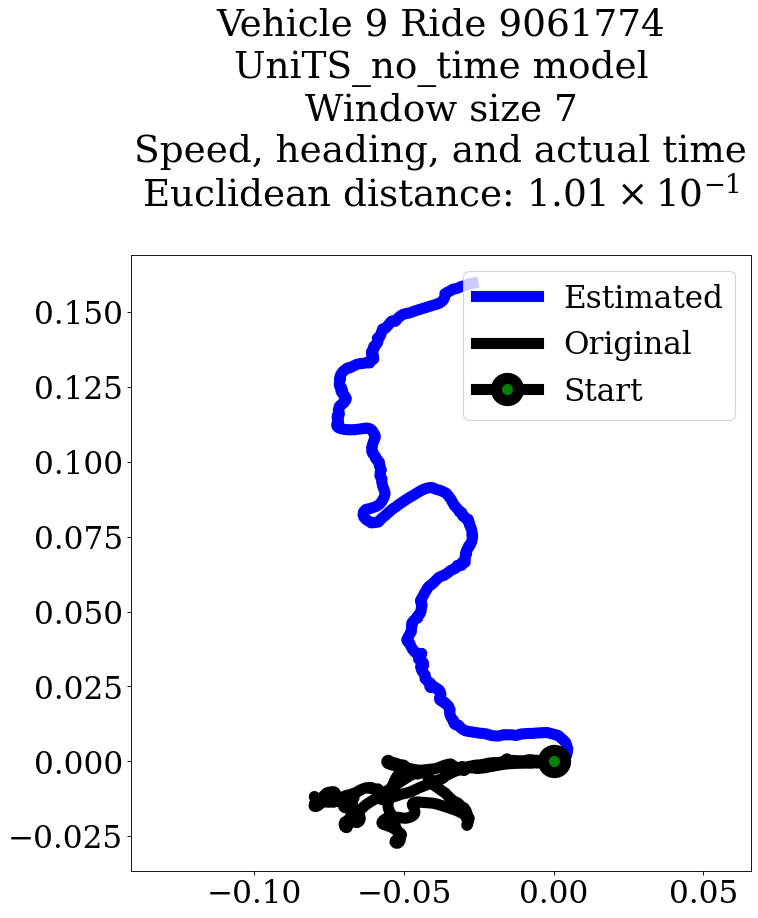 Vehicle 9 Ride 9061774
UniTS_no_time model
Window size 7
Speed, heading, and actual time
Euclidean distance: 1.01 × 10⁻¹
Estimated
Original
Start
0.150
0.125
0.100
0.075
0.050
0.025
0.000
−0.025
−0.10
−0.05
0.00
0.05